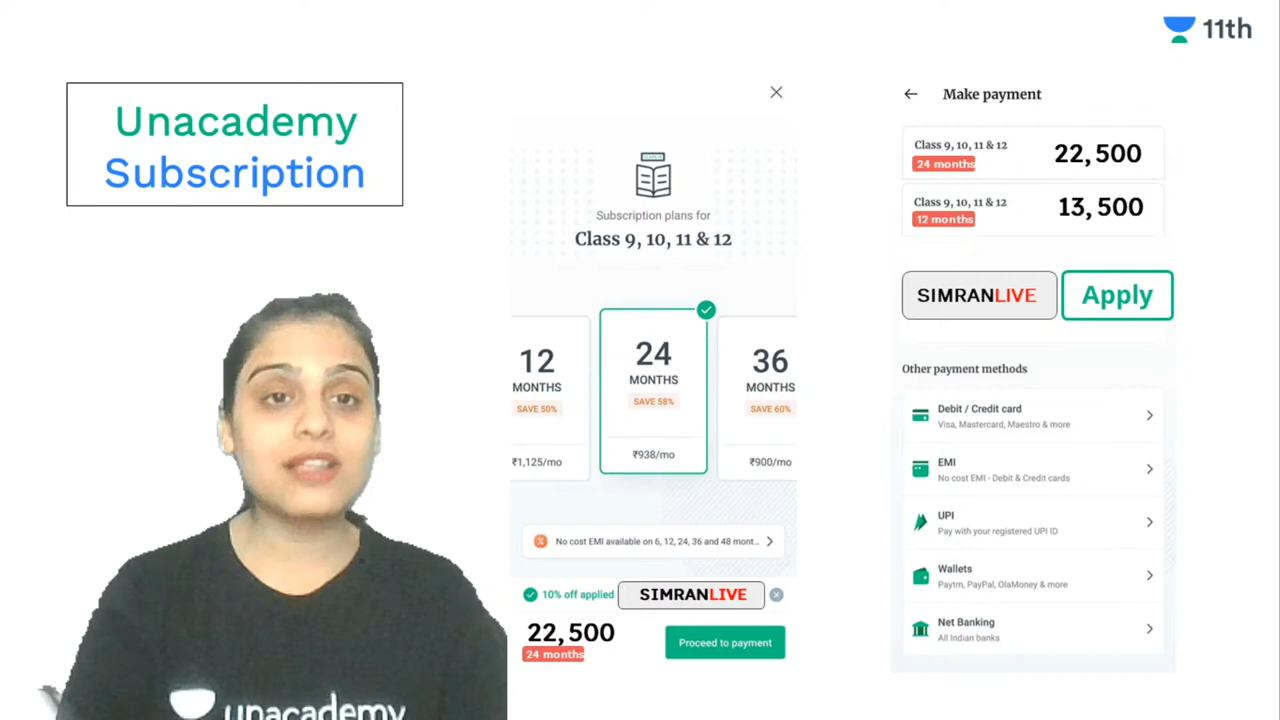 11th
Unacademy
Subscription
Subscription plans for
Class 9, 10, 11 & 12
12
MONTHS
SAVE 50%
₹1,125/mo
24
MONTHS
SAVE 58%
₹938/mo
36
MONTHS
SAVE 60%
₹900/mo
No cost EMI available on 6, 12, 24, 36 and 48 mont...
10% off applied
SIMRANLIVE
22,500
24 months
Proceed to payment
Make payment
Class 9, 10, 11 & 12
24 months
22,500
Class 9, 10, 11 & 12
12 months
13,500
SIMRANLIVE
Apply
Other payment methods
Debit / Credit card
Visa, Mastercard, Maestro & more
EMI
No cost EMI - Debit & Credit cards
UPI
Pay with your registered UPI ID
Wallets
Paytm, PayPal, OlaMoney & more
Net Banking
All Indian banks
unacademy